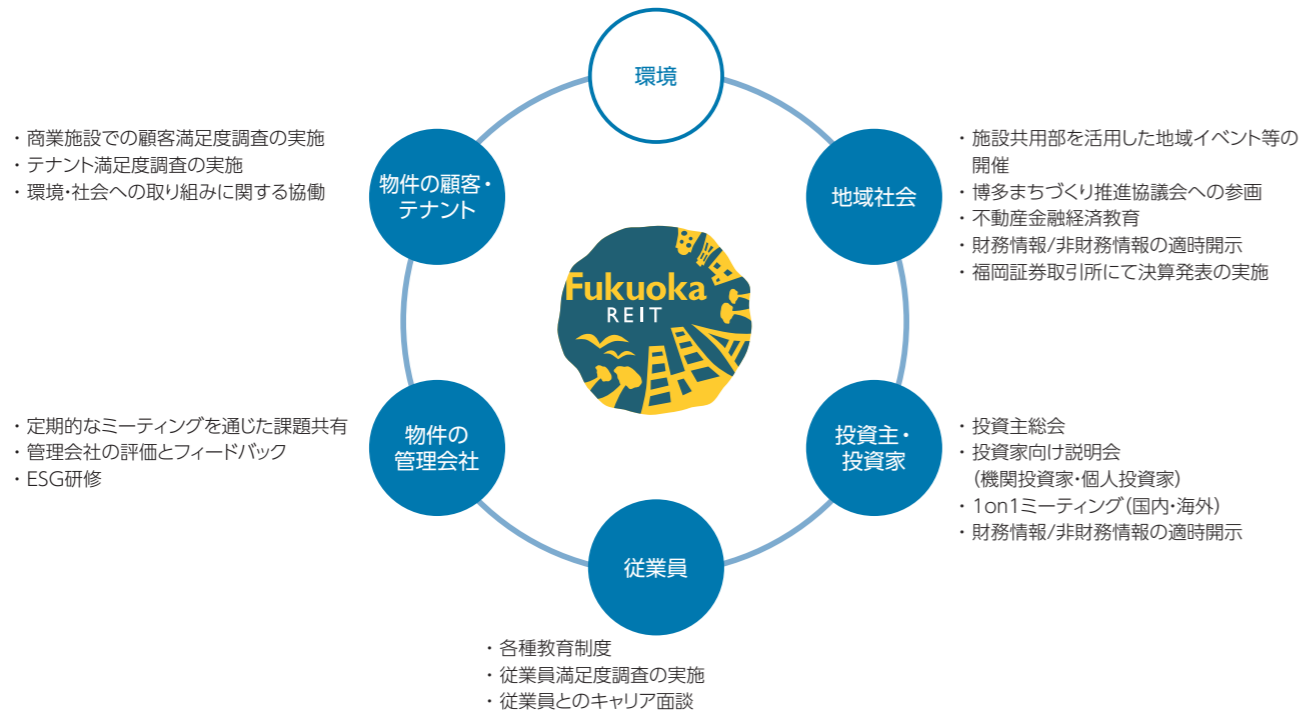 環境
・商業施設での顧客満足度調査の実施
・テナント満足度調査の実施
・環境・社会への取り組みに関する協働
物件の顧客・
テナント
地域社会
・施設共用部を活用した地域イベント等の
開催
・博多まちづくり推進協議会への参画
・不動産金融経済教育
・財務情報/非財務情報の適時開示
・福岡証券取引所にて決算発表の実施
Fukuoka
REIT
・定期的なミーティングを通じた課題共有
・管理会社の評価とフィードバック
・ESG研修
物件の
管理会社
投資主・
投資家
・投資主総会
・投資家向け説明会
（機関投資家・個人投資家）
・1on1ミーティング（国内・海外）
・財務情報/非財務情報の適時開示
従業員
・各種教育制度
・従業員満足度調査の実施
・従業員とのキャリア面談